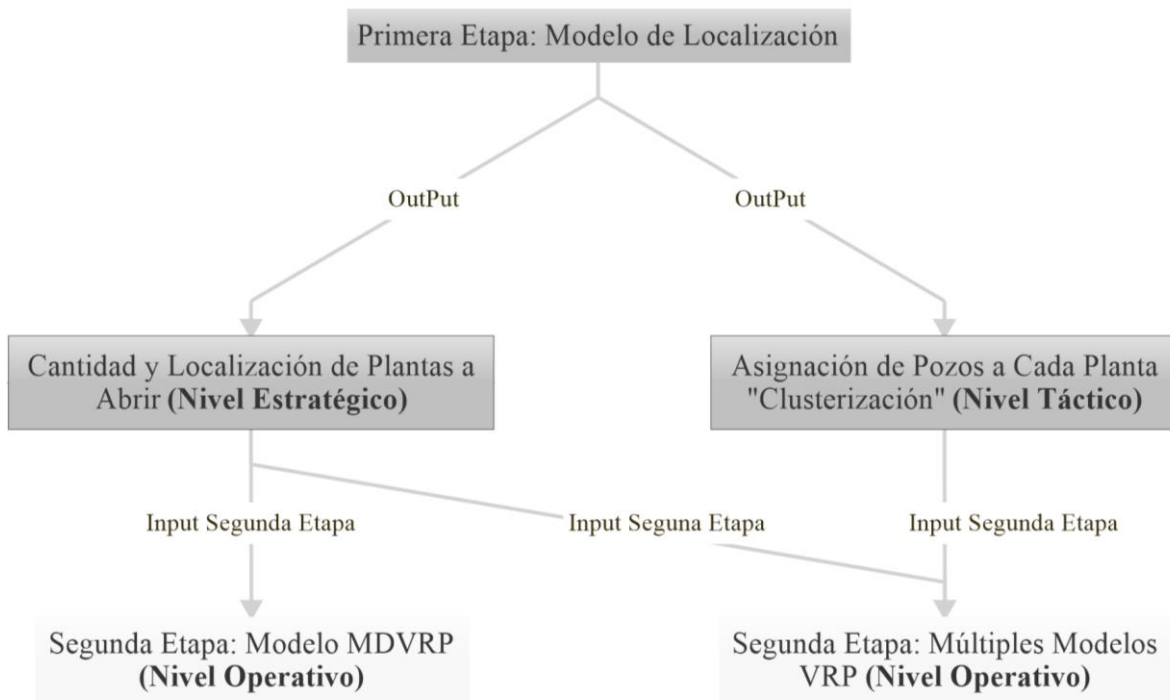 Primera Etapa: Modelo de Localización
OutPut
OutPut
Cantidad y Localización de Plantas a
Abrir (Nivel Estratégico)
Asignación de Pozos a Cada Planta
"Clusterización" (Nivel Táctico)
Input Segunda Etapa
Input Seguna Etapa
Input Segunda Etapa
Segunda Etapa: Modelo MDVRP
(Nivel Operativo)
Segunda Etapa: Múltiples Modelos
VRP (Nivel Operativo)